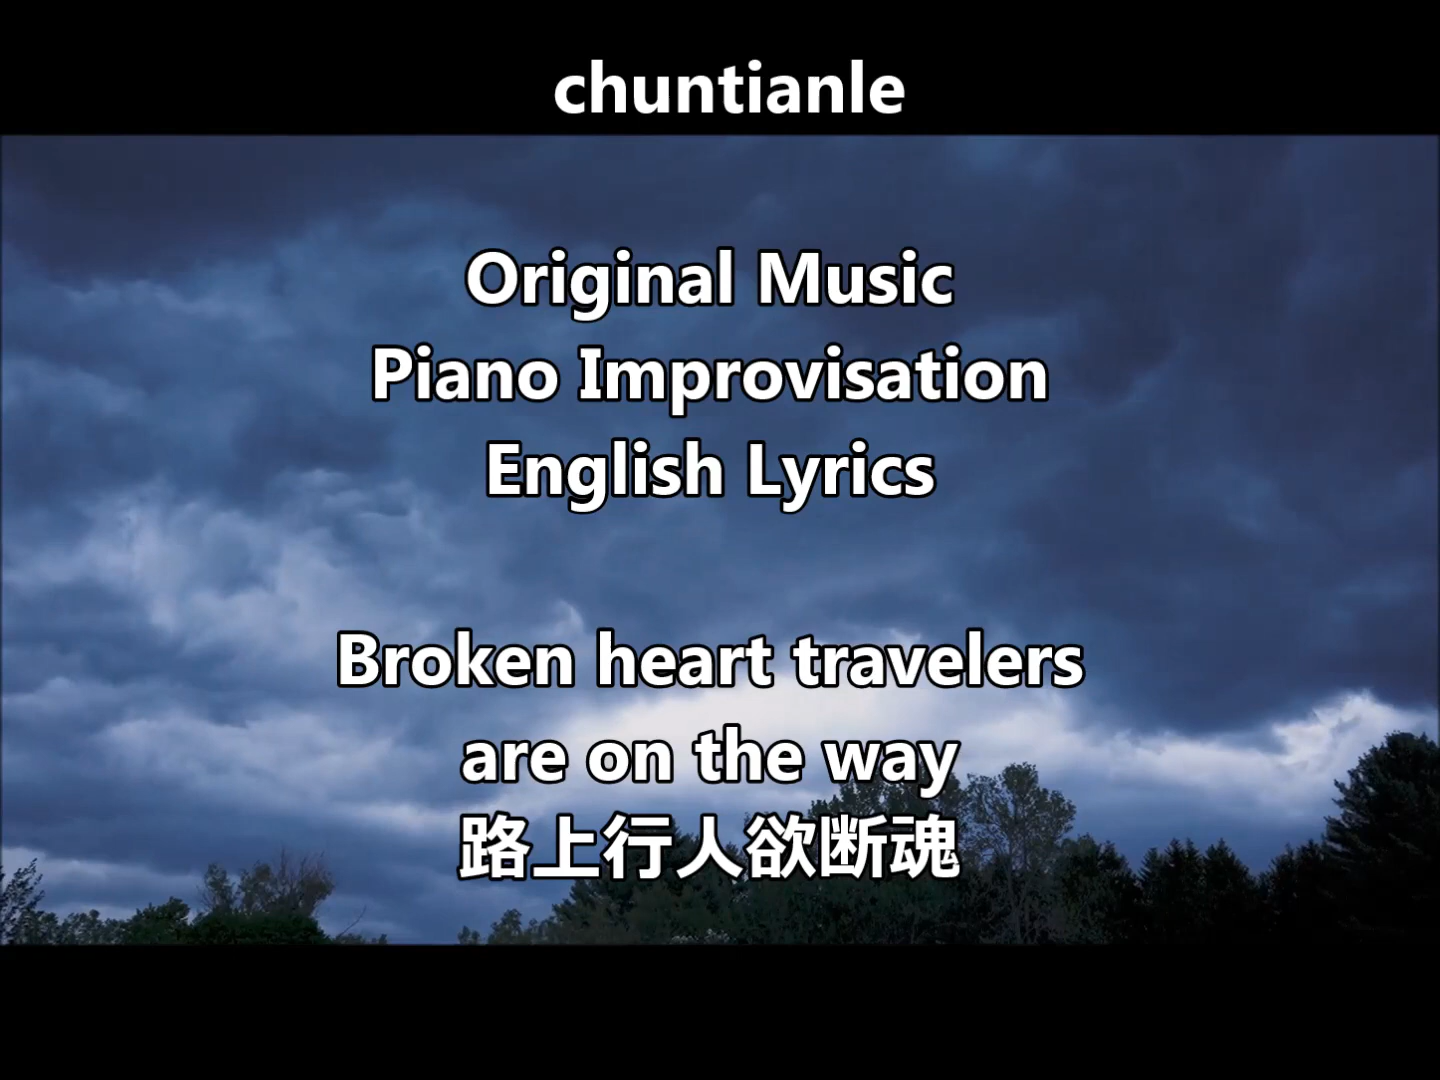 chuntianle
Original Music
Piano Improvisation
English Lyrics
Broken heart travelers
are on the way
路上行人欲断魂